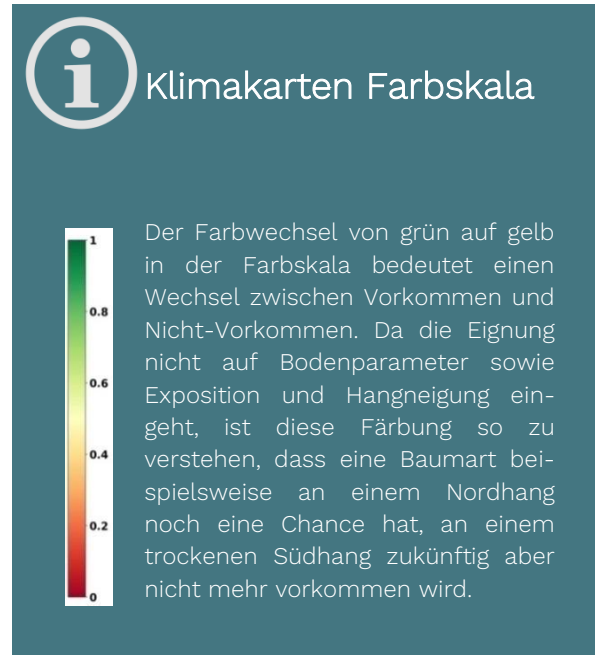 Klimakarten Farbskala
Der Farbwechsel von grün auf gelb
in der Farbskala bedeutet einen
Wechsel zwischen Vorkommen und
Nicht-Vorkommen. Da die Eignung
nicht auf Bodenparameter sowie
Exposition und Hangneigung ein-
geht, ist diese Färbung so zu
verstehen, dass eine Baumart bei-
spielsweise an einem Nordhang
noch eine Chance hat, an einem
trockenen Südhang zukünftig aber
nicht mehr vorkommen wird.
1
0.8
0.6
0.4
0.2
0